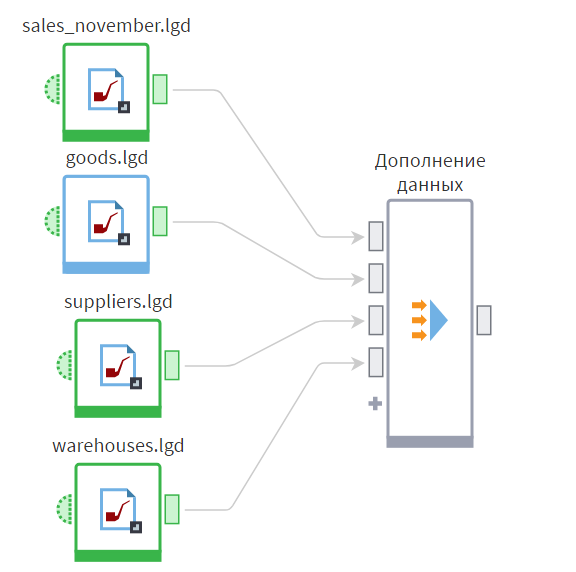 sales_november.lgd
goods.lgd
Дополнение
данных
suppliers.lgd
warehouses.lgd